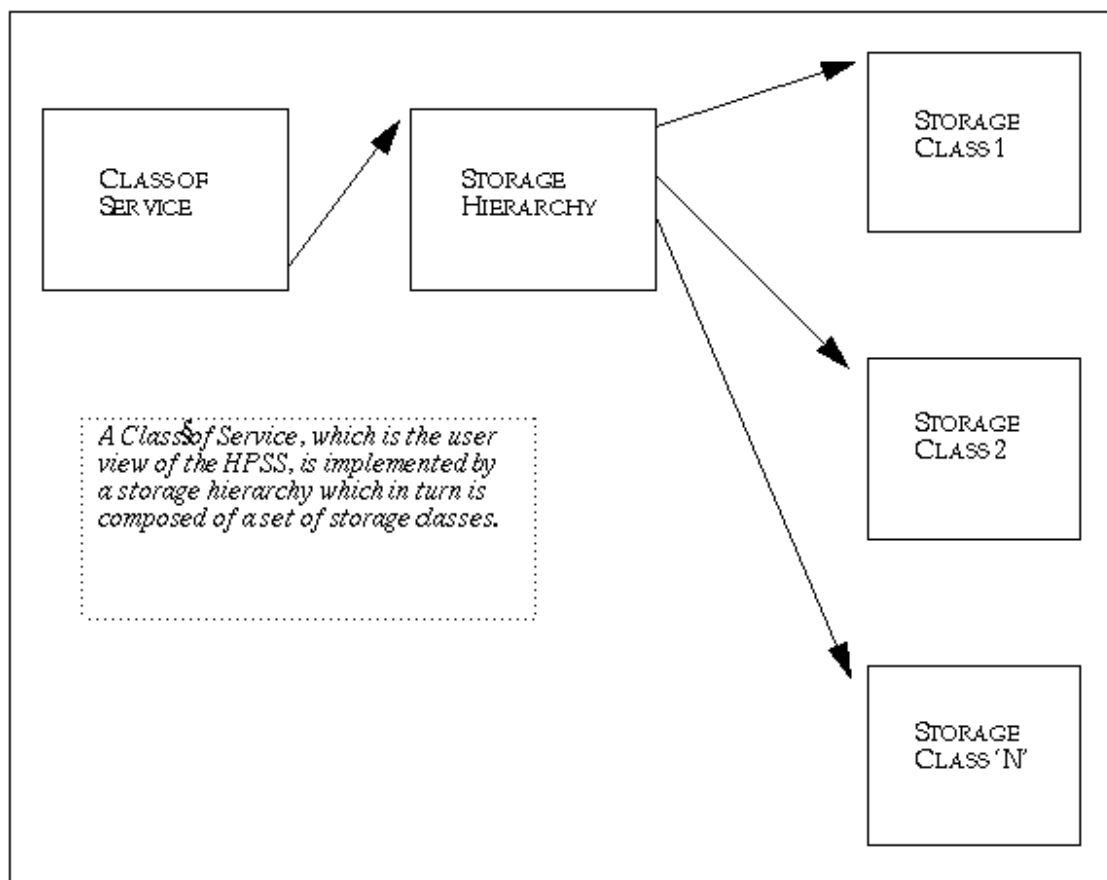 CLASS OF
SERVICE
STORAGE
HIERARCHY
STORAGE
CLASS 1
STORAGE
CLASS 2
STORAGE
CLASS 'N'
A Class§of Service, which is the user
view of the HPSS, is implemented by
a storage hierarchy which in turn is
composed of a set of storage classes.